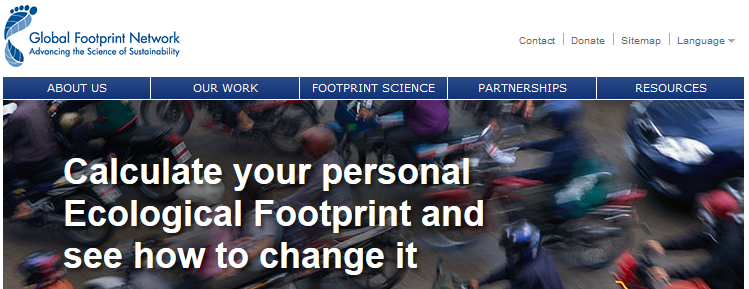 Global Footprint Network
Advancing the Science of Sustainability
Contact | Donate | Sitemap | Language
ABOUT US
OUR WORK
FOOTPRINT SCIENCE
PARTNERSHIPS
RESOURCES
Calculate your personal
Ecological Footprint and
see how to change it